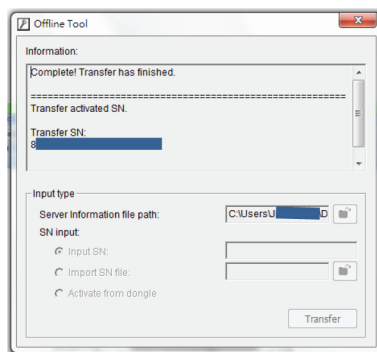 Offline Tool
Information:
Complete! Transfer has finished.
========================================================
Transfer activated SN.
Transfer SN:
8
Input type
Server Information file path:
C:\Users\J \D
SN input:
Input SN:
Import SN file:
Activate from dongle
Transfer